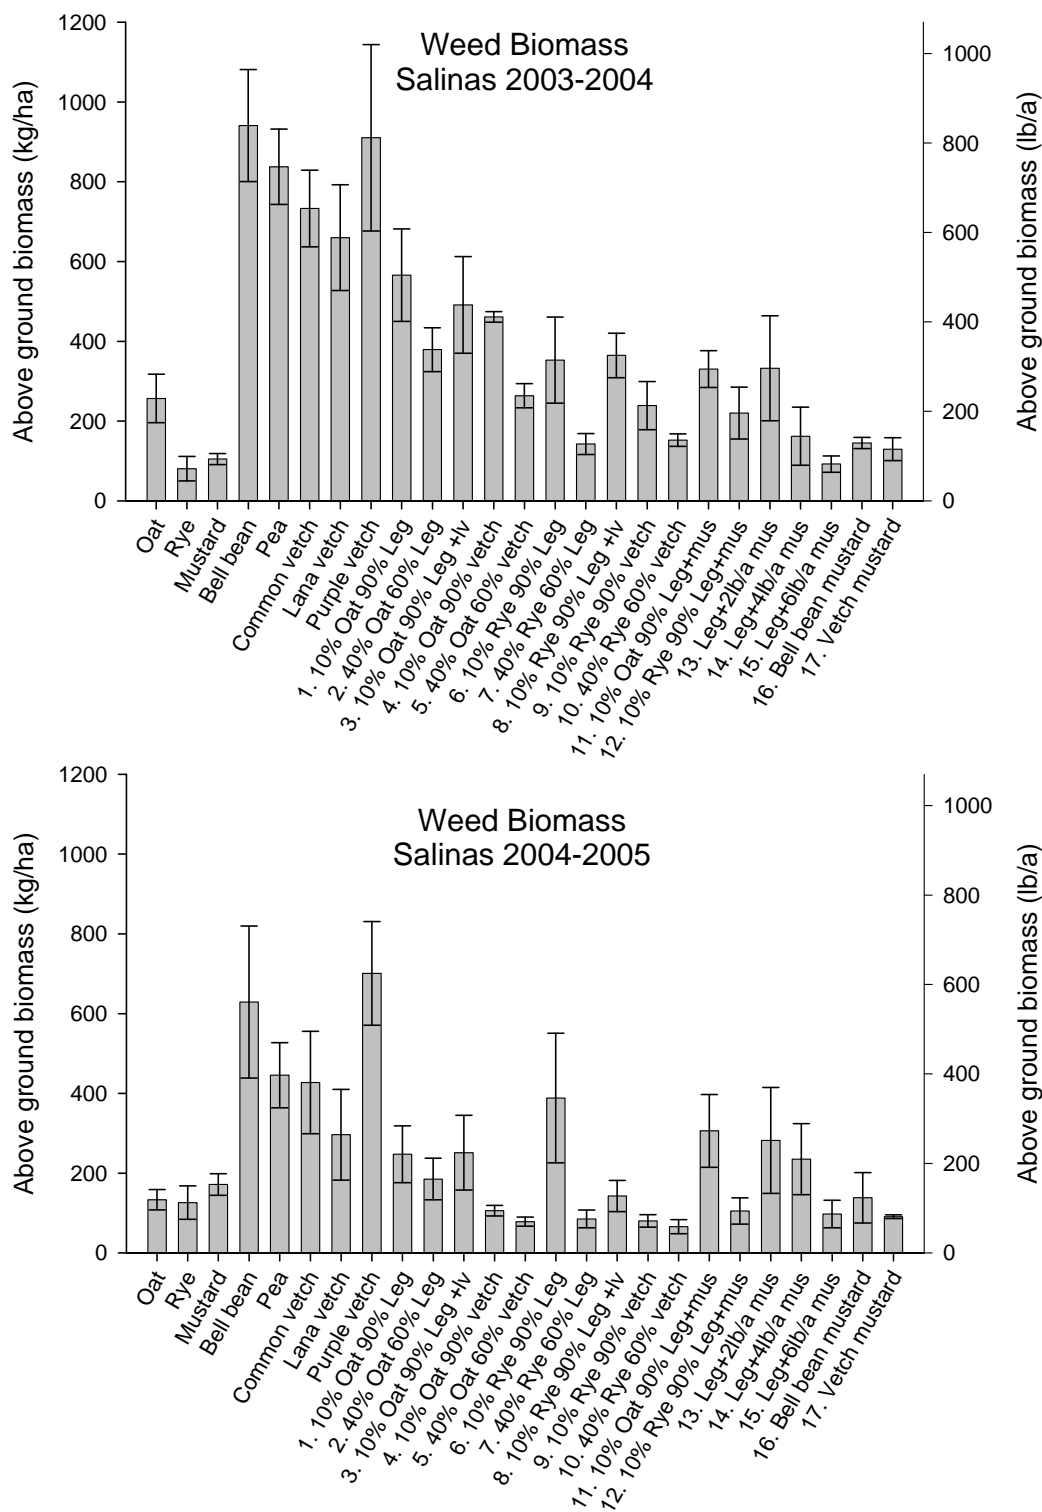 Weed Biomass
Salinas 2003-2004
Above ground biomass (kg/ha)
1200
1000
800
600
400
200
0
Above ground biomass (lb/a)
1000
800
600
400
200
0
Oat
Rye
Mustard
Bell bean
Pea
Common vetch
Lana vetch
Purple vetch
1. 10% Oat 90% Leg
2. 40% Oat 60% Leg
3. 10% Oat 90% Leg +lv
4. 10% Oat 90% vetch
5. 40% Oat 60% vetch
6. 10% Rye 90% Leg
7. 40% Rye 60% Leg
8. 10% Rye 90% Leg +lv
9. 10% Rye 90% vetch
10. 40% Rye 60% vetch
11. 10% Oat 90% Leg+mus
12. 10% Rye 90% Leg+mus
13. Leg+2lb/a mus
14. Leg+4lb/a mus
15. Leg+6lb/a mus
16. Bell bean mustard
17. Vetch mustard
Weed Biomass
Salinas 2004-2005
Above ground biomass (kg/ha)
1200
1000
800
600
400
200
0
Above ground biomass (lb/a)
1000
800
600
400
200
0
Oat
Rye
Mustard
Bell bean
Pea
Common vetch
Lana vetch
Purple vetch
1. 10% Oat 90% Leg
2. 40% Oat 60% Leg
3. 10% Oat 90% Leg +lv
4. 10% Oat 90% vetch
5. 40% Oat 60% vetch
6. 10% Rye 90% Leg
7. 40% Rye 60% Leg
8. 10% Rye 90% Leg +lv
9. 10% Rye 90% vetch
10. 40% Rye 60% vetch
11. 10% Oat 90% Leg+mus
12. 10% Rye 90% Leg+mus
13. Leg+2lb/a mus
14. Leg+4lb/a mus
15. Leg+6lb/a mus
16. Bell bean mustard
17. Vetch mustard